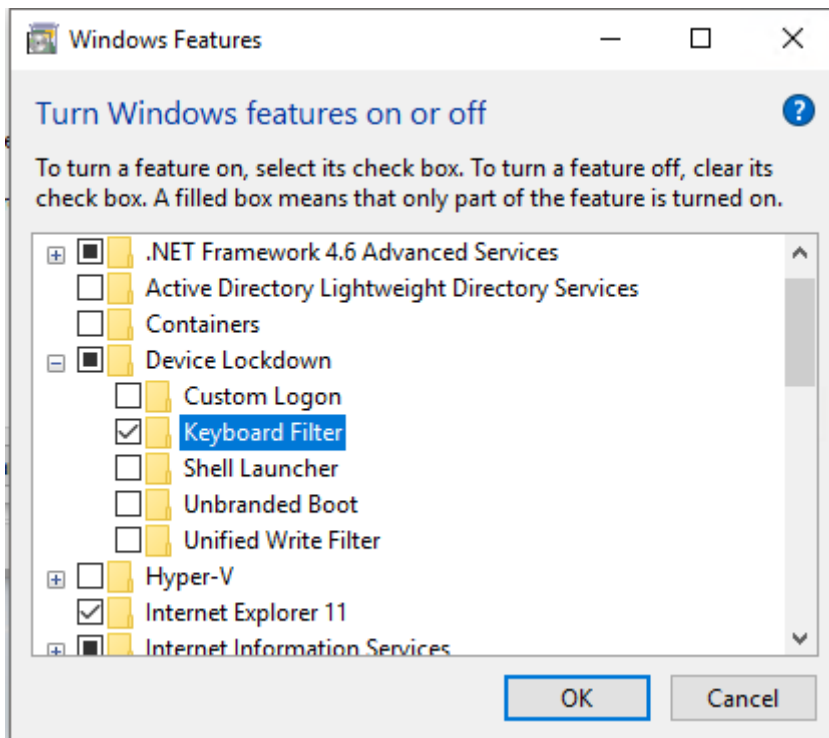 Windows Features
Turn Windows features on or off
To turn a feature on, select its check box. To turn a feature off, clear its
check box. A filled box means that only part of the feature is turned on.
.NET Framework 4.6 Advanced Services
Active Directory Lightweight Directory Services
Containers
Device Lockdown
Custom Logon
Keyboard Filter
Shell Launcher
Unbranded Boot
Unified Write Filter
Hyper-V
Internet Explorer 11
Internet Information Services
OK Cancel